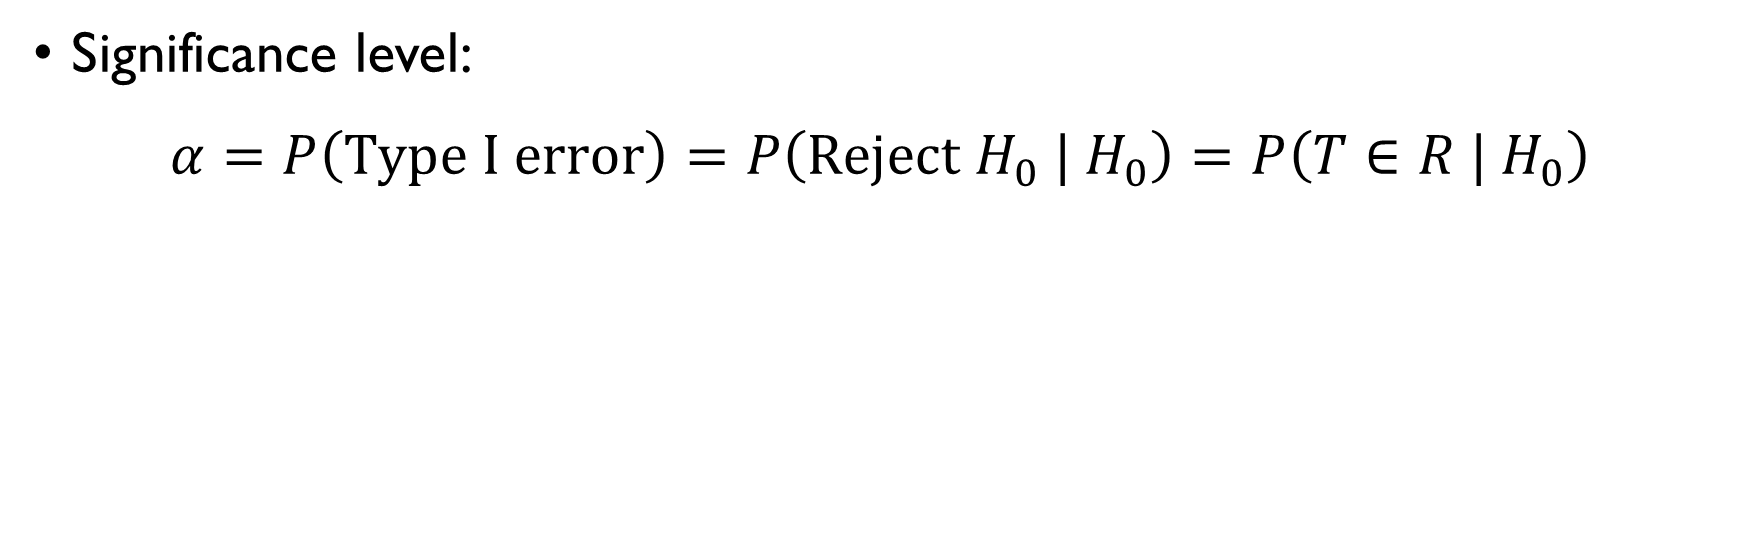 • Significance level:
α = P(Type I error) = P(Reject H₀ | H₀) = P(T ∈ R | H₀)